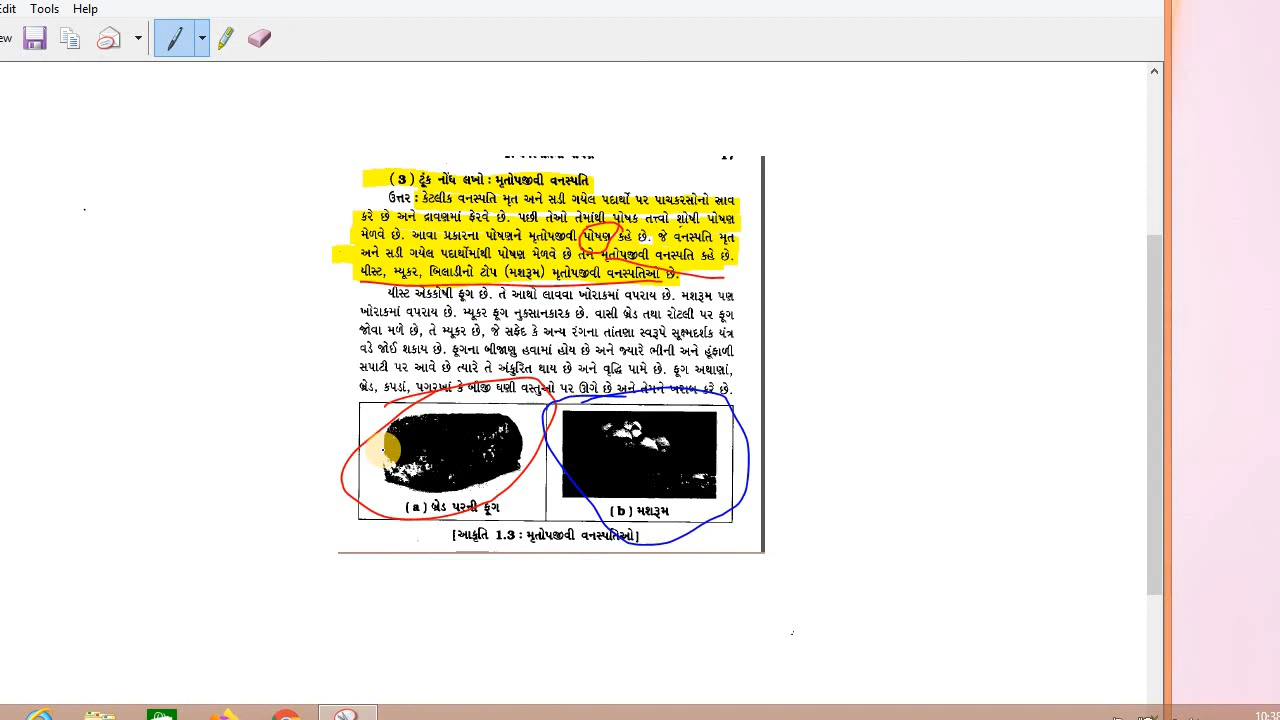 Edit Tools Help
ew
(3) ટૂંક નોંધ લખો : મૃતોપજીવી વનસ્પતિ
ઉત્તર : કેટલીક વનસ્પતિ મૃત અને સડી ગયેલ પદાર્થો પર પાચકરસોનો સ્રાવ
કરે છે અને દ્રાવણમાં ફેરવે છે. પછી તેઓ તેમાંથી પોષક તત્ત્વો શોષી પોષણ
મેળવે છે. આવા પ્રકારના પોષણને મૃતોપજીવી પોષણ કહે છે. જે વનસ્પતિ મૃત
અને સડી ગયેલ પદાર્થોમાંથી પોષણ મેળવે છે તેને મૃતોપજીવી વનસ્પતિ કહે છે.
યીસ્ટ, મ્યૂકર, બિલાડીનો ટોપ (મશરૂમ) મૃતોપજીવી વનસ્પતિઓ છે.
યીસ્ટ એકકોષી ફૂગ છે. તે આથો લાવવા ખોરાકમાં વપરાય છે. મશરૂમ પણ
ખોરાકમાં વપરાય છે. મ્યૂકર ફૂગ નુકસાનકારક છે. વાસી બ્રેડ તથા રોટલી પર ફૂગ
જોવા મળે છે, તે મ્યૂકર છે, જે સફેદ કે અન્ય રંગના તાંતણા સ્વરૂપે સૂક્ષ્મદર્શક યંત્ર
વડે જોઈ શકાય છે. ફૂગના બીજાણુ હવામાં હોય છે અને જ્યારે ભીની અને હૂંફાળી
સપાટી પર આવે છે ત્યારે તે અંકુરિત થાય છે અને વૃદ્ધિ પામે છે. ફૂગ અથાણાં,
બ્રેડ, કપડાં, પગરખાં કે બીજી ઘણી વસ્તુઓ પર ઊગે છે અને તેમને ખરાબ કરે છે.
(a) બ્રેડ પરની ફૂગ
(b) મશરૂમ
[આકૃતિ 1.3 : મૃતોપજીવી વનસ્પતિઓ]